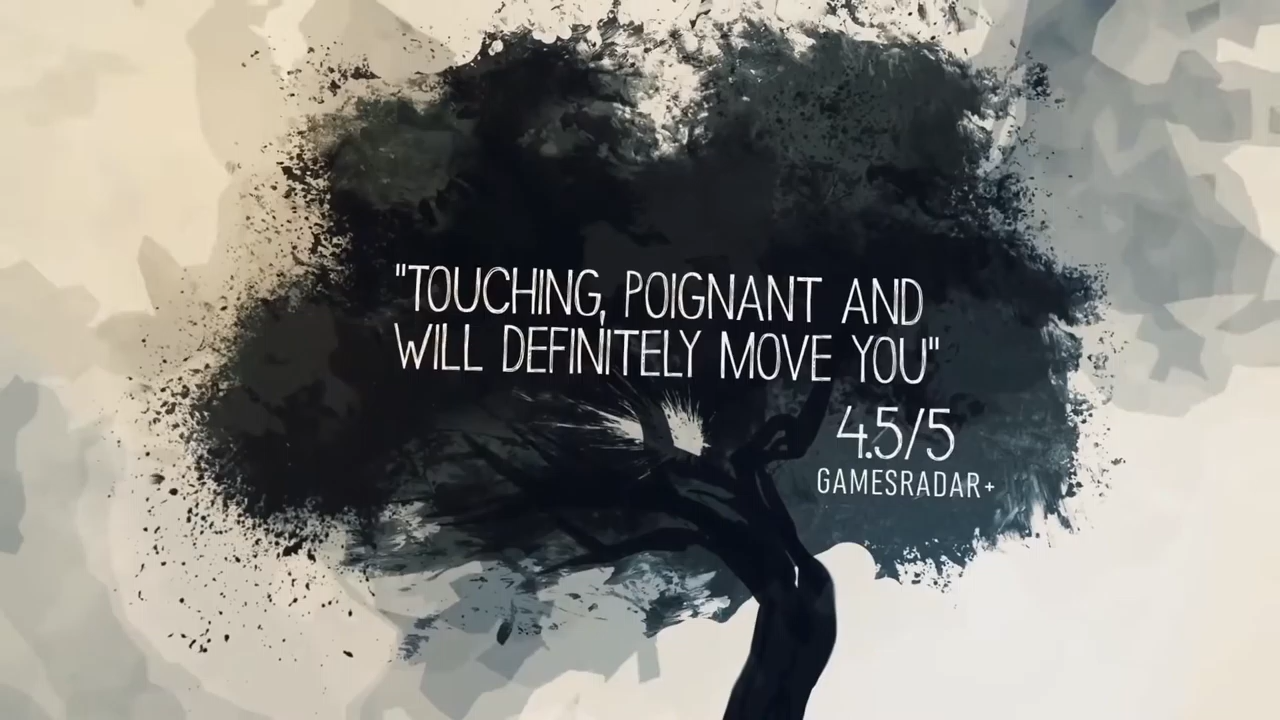 "TOUCHING, POIGNANT AND
WILL DEFINITELY MOVE YOU"
4.5/5
GAMESRADAR+